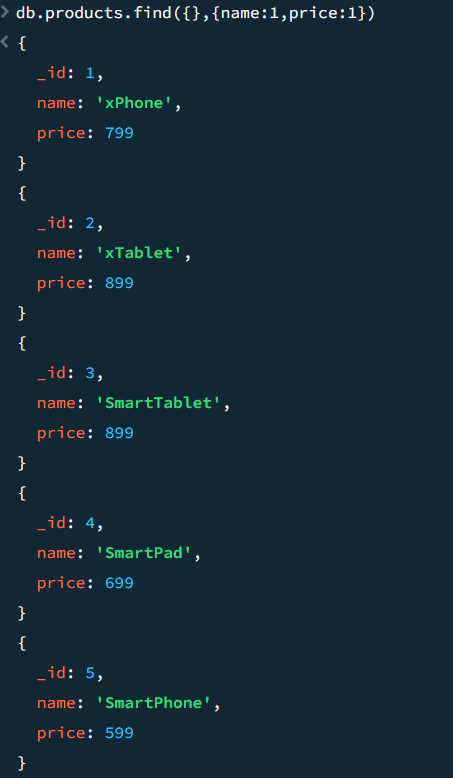 > db.products.find({},{name:1,price:1})
< {
_id: 1,
name: 'xPhone',
price: 799
}
{
_id: 2,
name: 'xTablet',
price: 899
}
{
_id: 3,
name: 'SmartTablet',
price: 899
}
{
_id: 4,
name: 'SmartPad',
price: 699
}
{
_id: 5,
name: 'SmartPhone',
price: 599
}